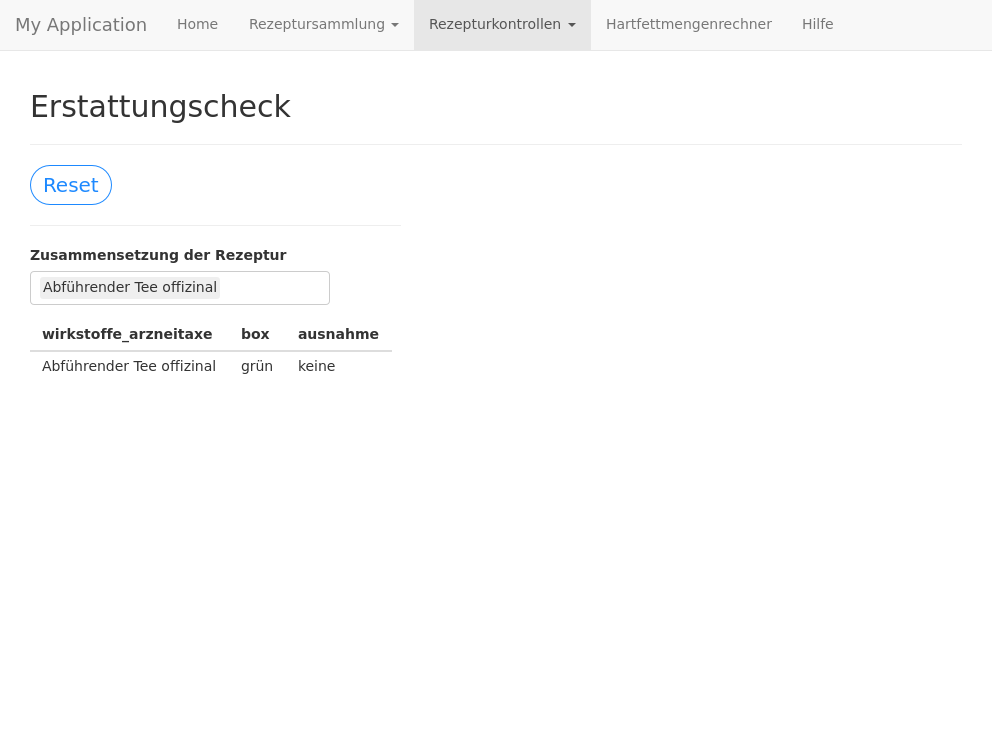 My Application Home Rezeptursammlung Rezepturkontrollen Hartfettmengenrechner Hilfe
Erstattungscheck
Reset
Zusammensetzung der Rezeptur
Abführender Tee offizinal
wirkstoffe_arzneitaxe box ausnahme
Abführender Tee offizinal grün keine